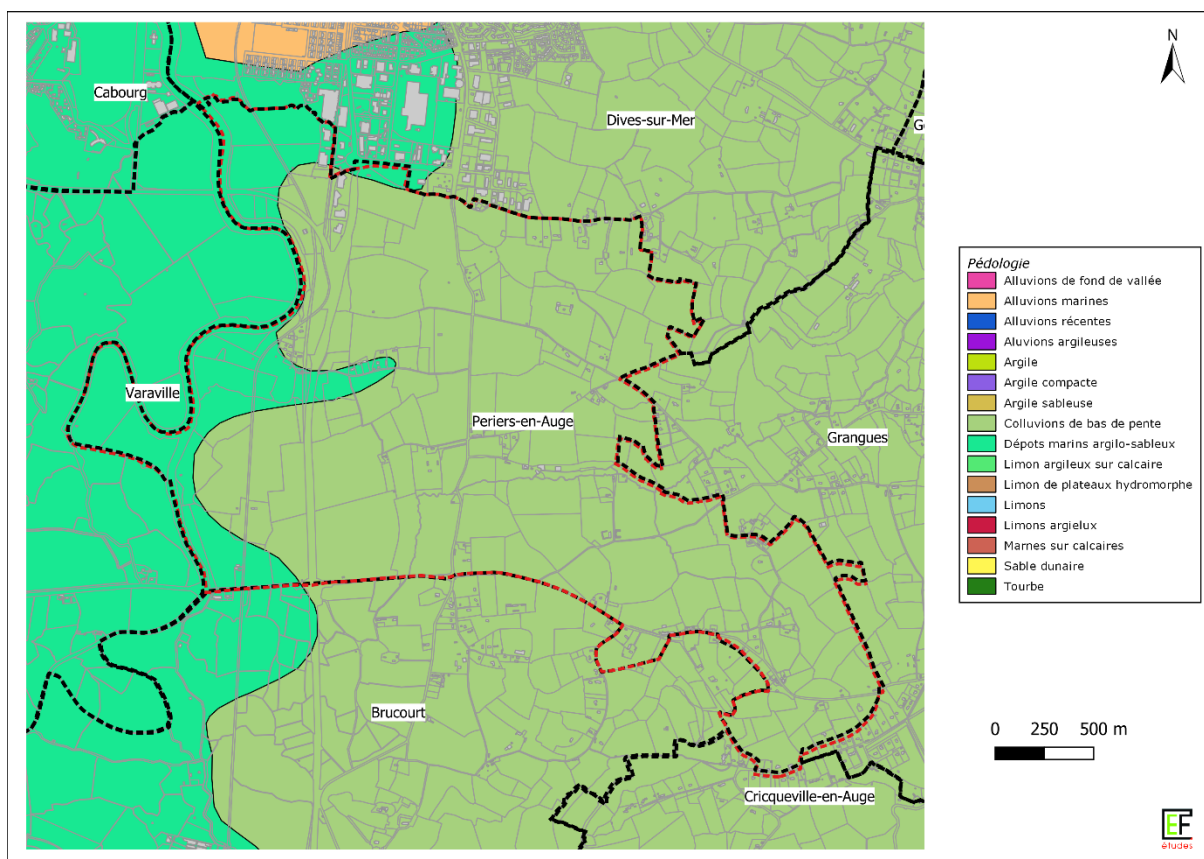 N
Cabourg
Dives-sur-Mer
Varaville
Periers-en-Auge
Grangues
Brucourt
Cricqueville-en-Auge
Pédologie
Alluvions de fond de vallée
Alluvions marines
Alluvions récentes
Aluvions argileuses
Argile
Argile compacte
Argile sableuse
Colluvions de bas de pente
Dépots marins argilo-sableux
Limon argileux sur calcaire
Limon de plateaux hydromorphe
Limons
Limons argielux
Marnes sur calcaires
Sable dunaire
Tourbe
0 250 500 m
EF
études